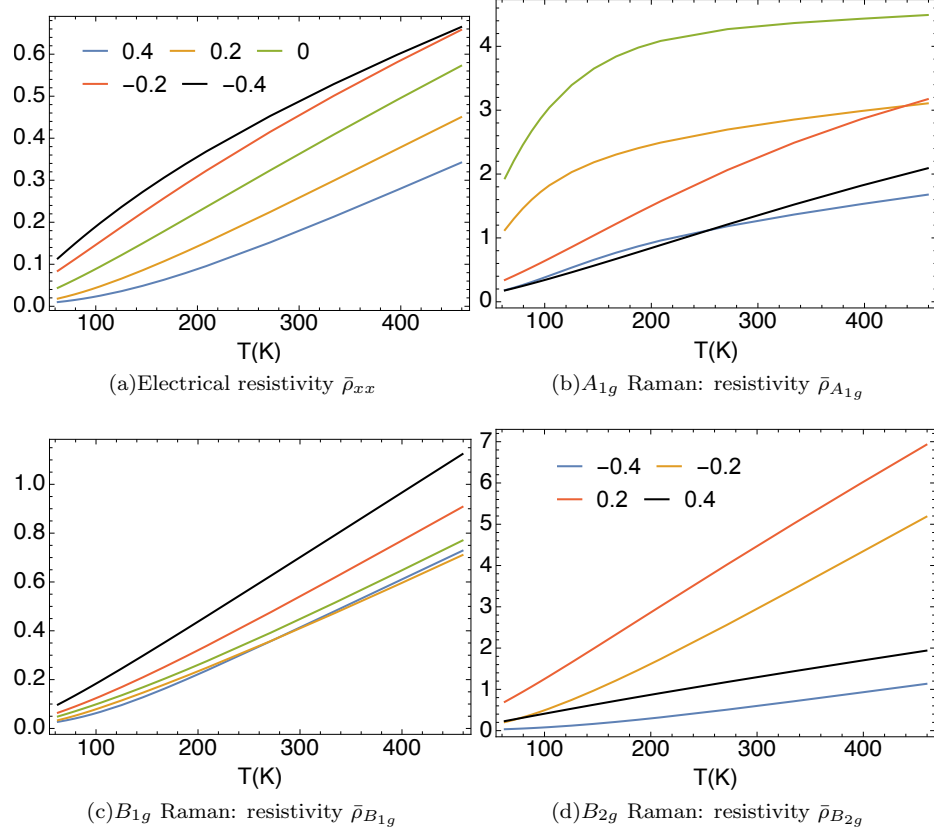 0.6
0.5
0.4
0.3
0.2
0.1
0.0
0.4 0.2 0
−0.2 −0.4
100 200 300 400
T(K)
(a)Electrical resistivity ρ̄xx
4
3
2
1
0
100 200 300 400
T(K)
(b)A1g Raman: resistivity ρ̄A1g
1.0
0.8
0.6
0.4
0.2
0.0
100 200 300 400
T(K)
(c)B1g Raman: resistivity ρ̄B1g
7
6
5
4
3
2
1
0
−0.4 −0.2
0.2 0.4
100 200 300 400
T(K)
(d)B2g Raman: resistivity ρ̄B2g